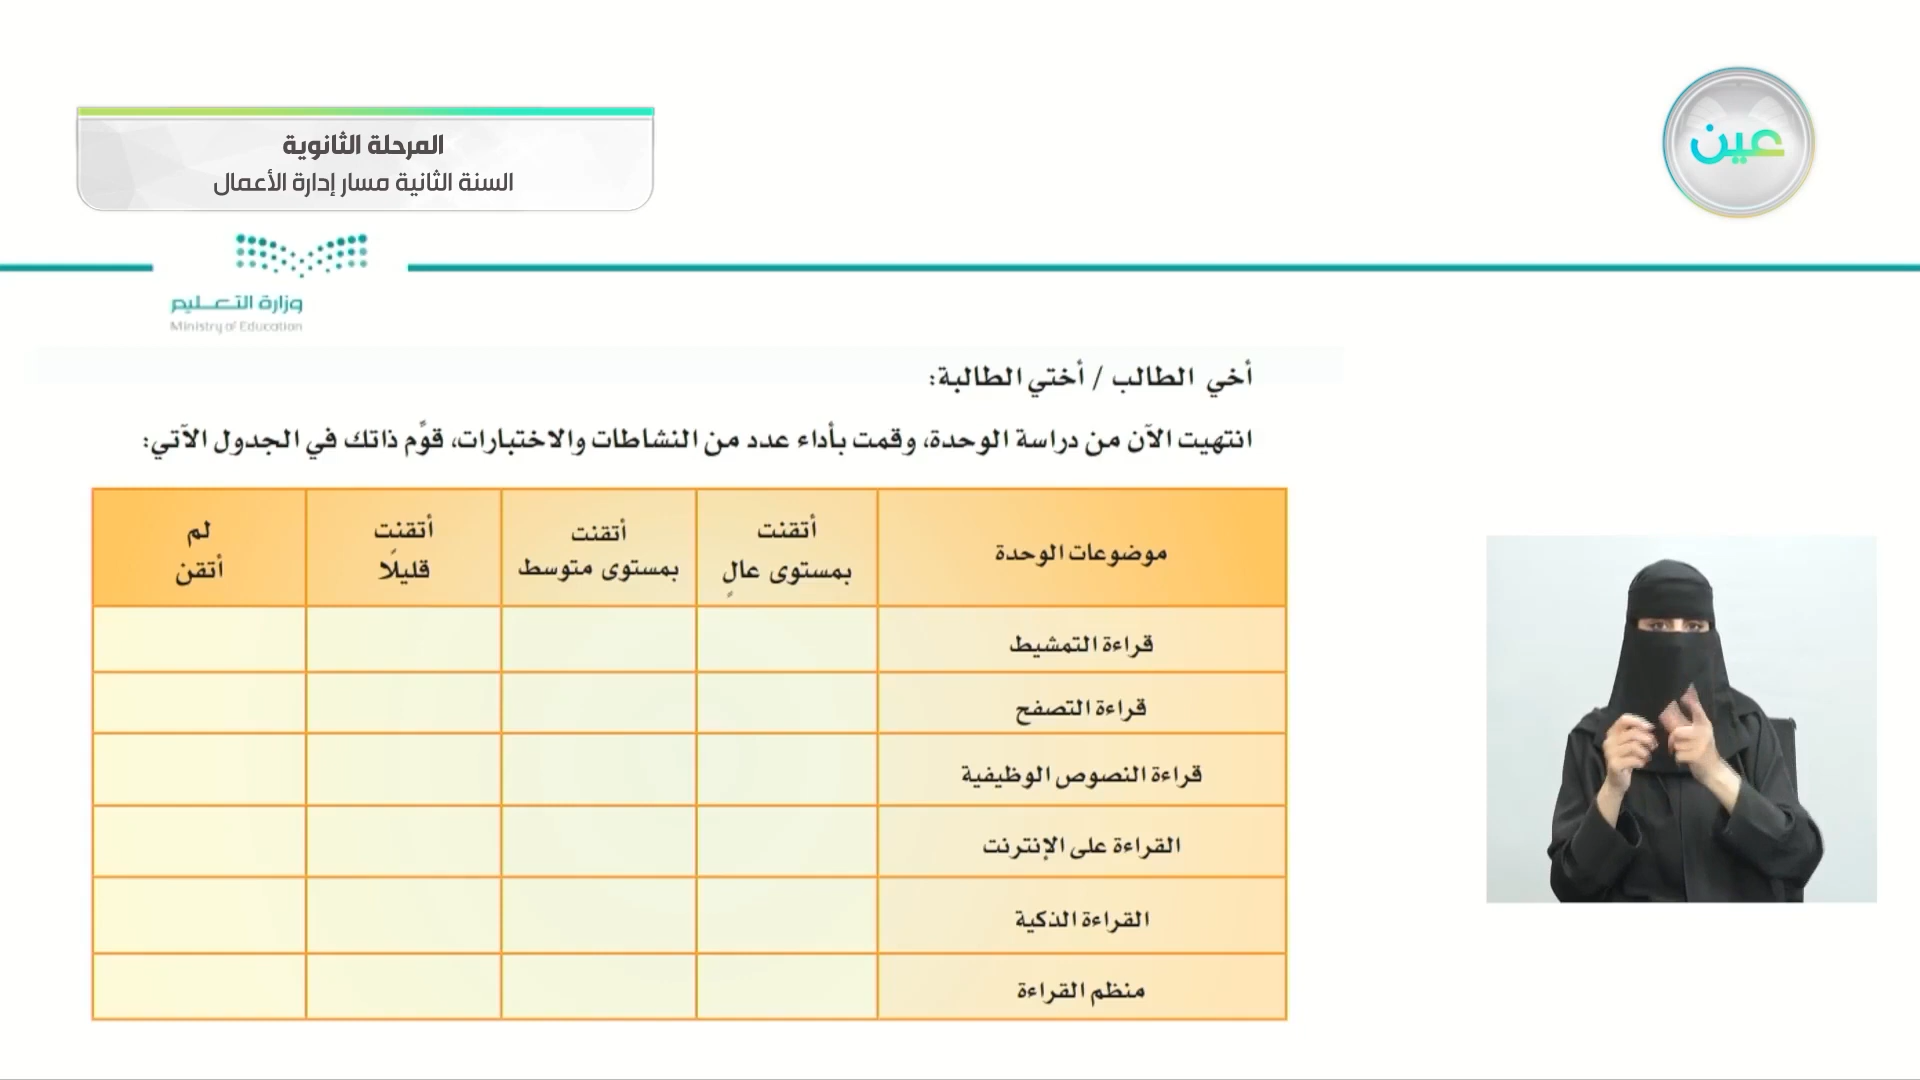 المرحلة الثانوية
السنة الثانية مسار إدارة الأعمال
عين
وزارة التعليم
Ministry of Education
أخي الطالب / أختي الطالبة:
انتهيت الآن من دراسة الوحدة، وقمت بأداء عدد من النشاطات والاختبارات، قوِّم ذاتك في الجدول الآتي:
موضوعات الوحدة
أتقنت
بمستوى عالٍ
أتقنت
بمستوى متوسط
أتقنت
قليلًا
لم
أتقن
قراءة التمشيط
قراءة التصفح
قراءة النصوص الوظيفية
القراءة على الإنترنت
القراءة الذكية
منظم القراءة